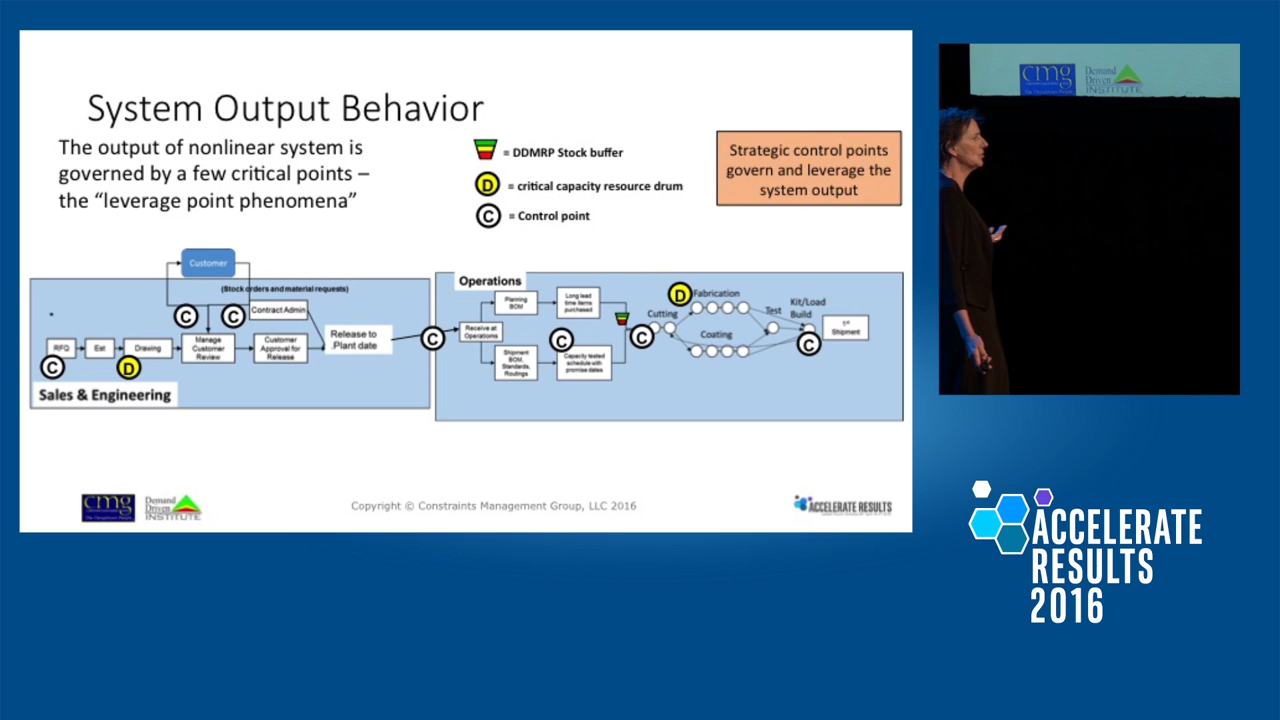 System Output Behavior
The output of nonlinear system is
governed by a few critical points –
the “leverage point phenomena”
= DDMRP Stock buffer
D = critical capacity resource drum
C = Control point
Strategic control points
govern and leverage the
system output
Customer
(Stock orders and material requests)
C
C
Contract Admin
RFQ
Est
Drawing
Manage
Customer
Review
Customer
Approval for
Release
Release to
Plant date
C
D
Sales & Engineering
C
Operations
Planning
BOM
Long lead
time items
purchased
Receive at
Operations
C
Shipment
BOM,
Standards,
Routings
Capacity tested
schedule with
promise dates
C
Cutting
D
Fabrication
Coating
Test
Kit/Load
Build
C
1st
Shipment
cmg
Demand
Driven
INSTITUTE
Copyright © Constraints Management Group, LLC 2016
ACCELERATE RESULTS
cmg
Demand
Driven
INSTITUTE
ACCELERATE
RESULTS
2016